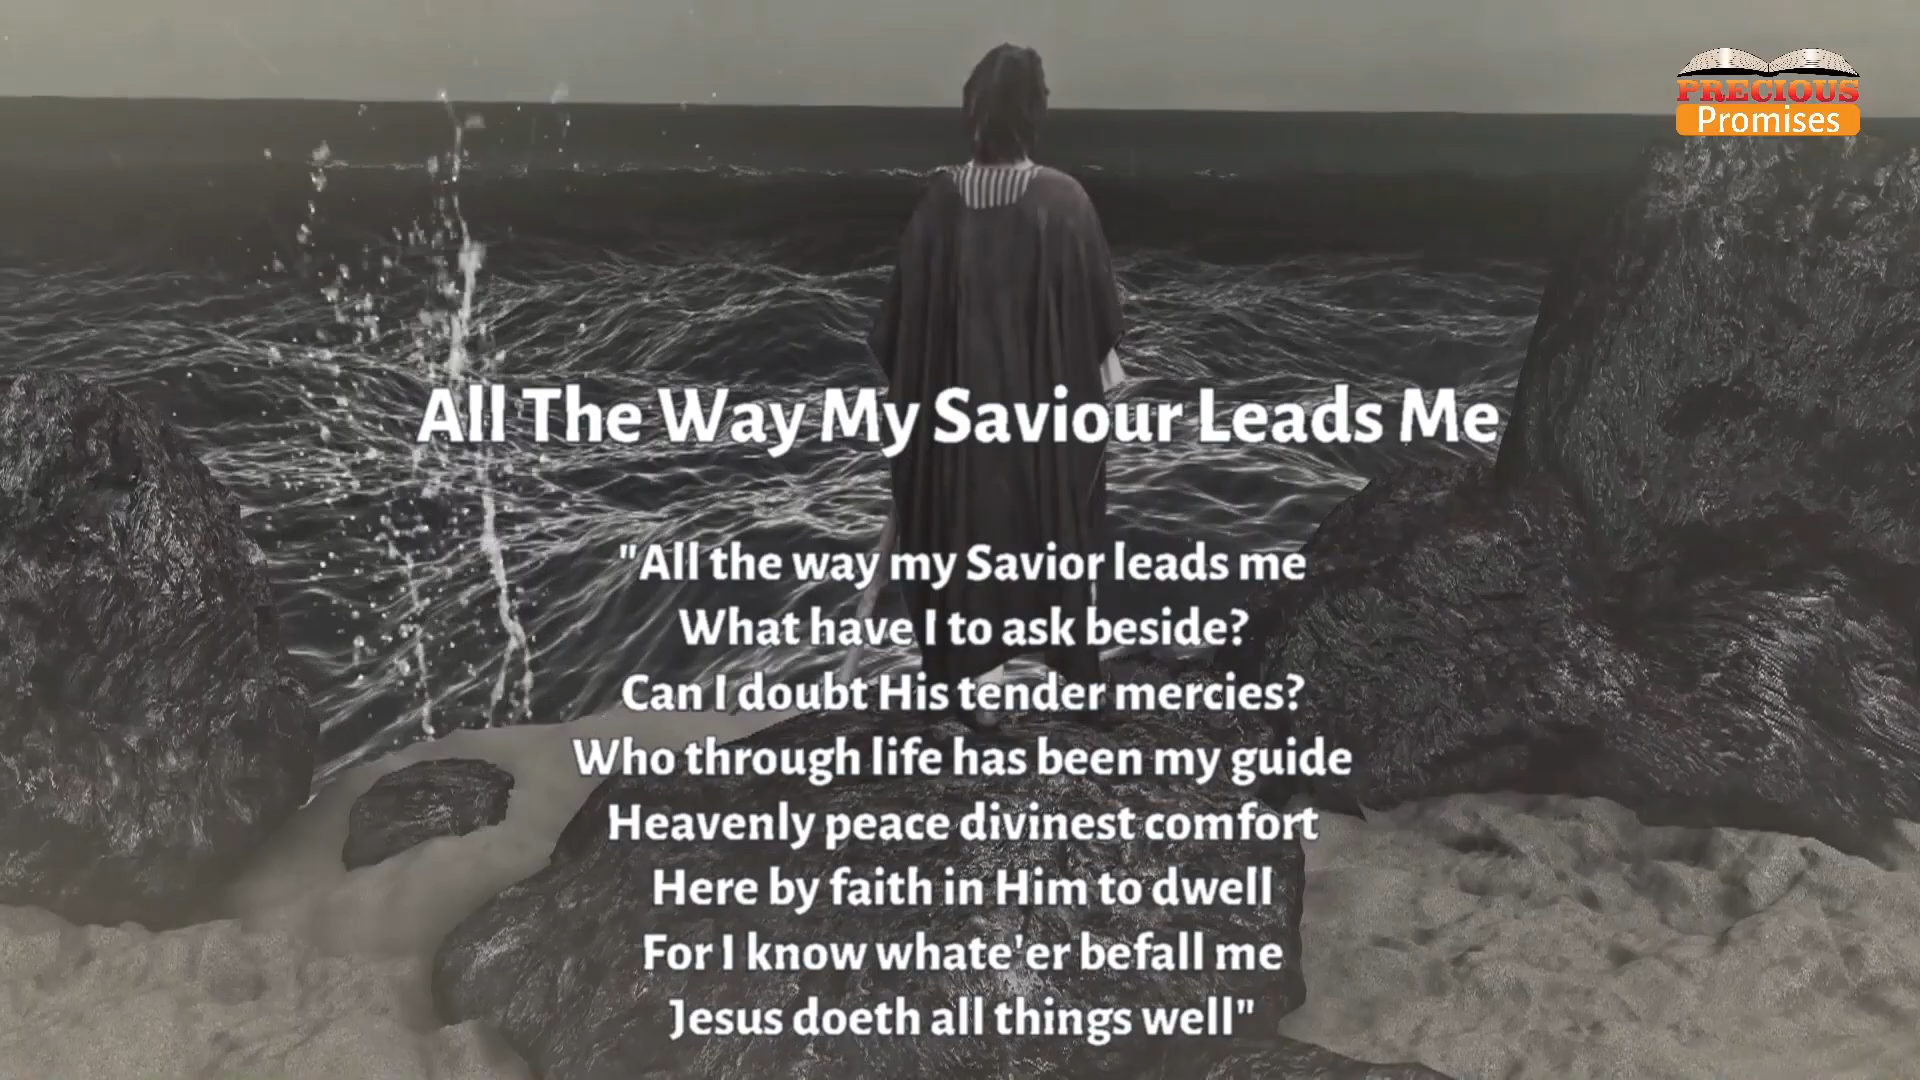 PRECIOUS
Promises
All The Way My Saviour Leads Me
"All the way my Savior leads me
What have I to ask beside?
Can I doubt His tender mercies?
Who through life has been my guide
Heavenly peace divinest comfort
Here by faith in Him to dwell
For I know whate'er befall me
Jesus doeth all things well"